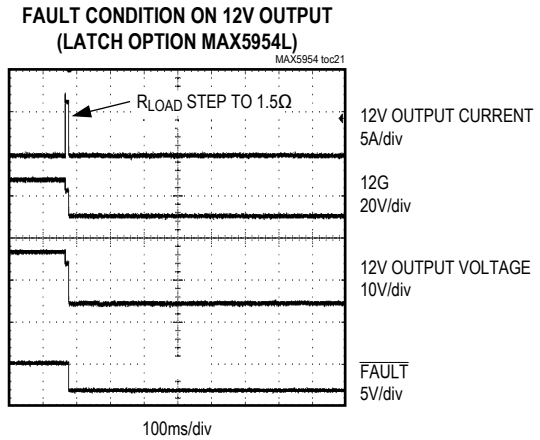 FAULT CONDITION ON 12V OUTPUT
(LATCH OPTION MAX5954L)
MAX5954 toc21
RLOAD STEP TO 1.5Ω
12V OUTPUT CURRENT
5A/div
12G
20V/div
12V OUTPUT VOLTAGE
10V/div
FAULT
5V/div
100ms/div